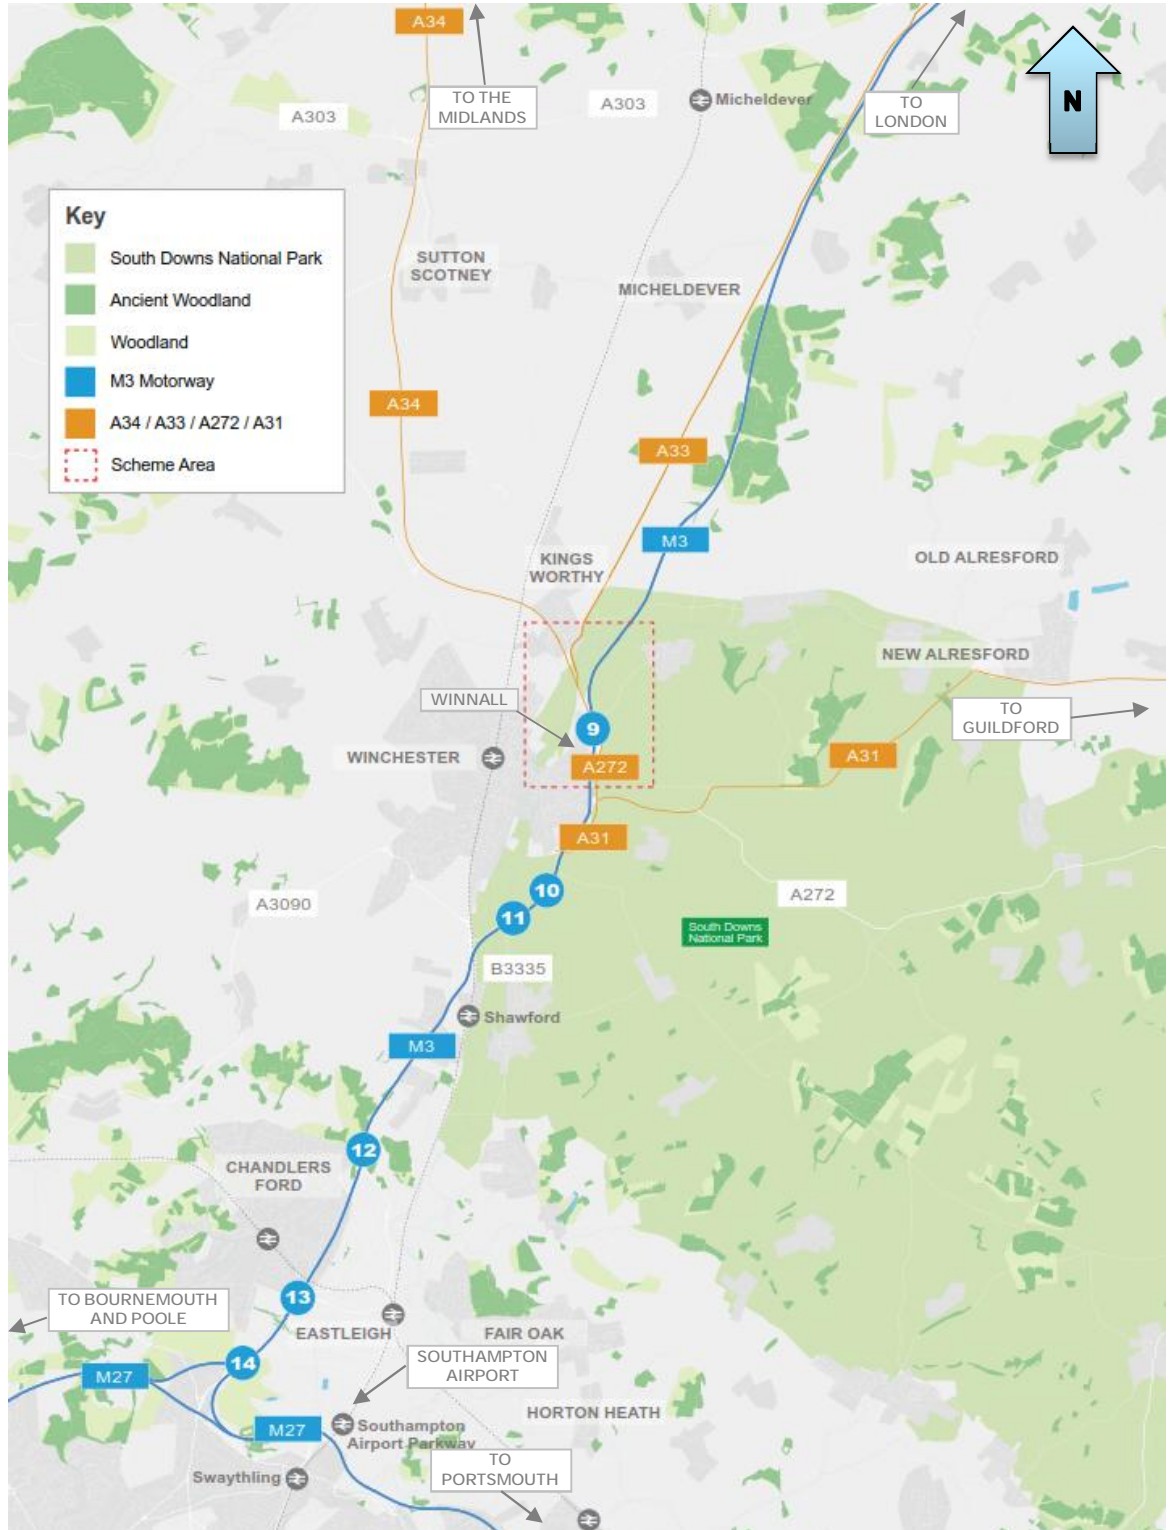 A34
TO THE
MIDLANDS
A303
A303
Micheldever
TO
LONDON
N
Key
South Downs National Park
Ancient Woodland
Woodland
M3 Motorway
A34 / A33 / A272 / A31
Scheme Area
SUTTON
SCOTNEY
MICHELDEVER
A34
A33
M3
KINGS
WORTHY
OLD ALRESFORD
NEW ALRESFORD
WINNALL
TO
GUILDFORD
9
WINCHESTER
A272
A31
A31
10
A3090
A272
11
South Downs
National Park
B3335
Shawford
M3
12
CHANDLERS
FORD
13
TO BOURNEMOUTH
AND POOLE
EASTLEIGH
FAIR OAK
14
SOUTHAMPTON
AIRPORT
M27
HORTON HEATH
M27
Southampton
Airport Parkway
TO
PORTSMOUTH
Swaythling